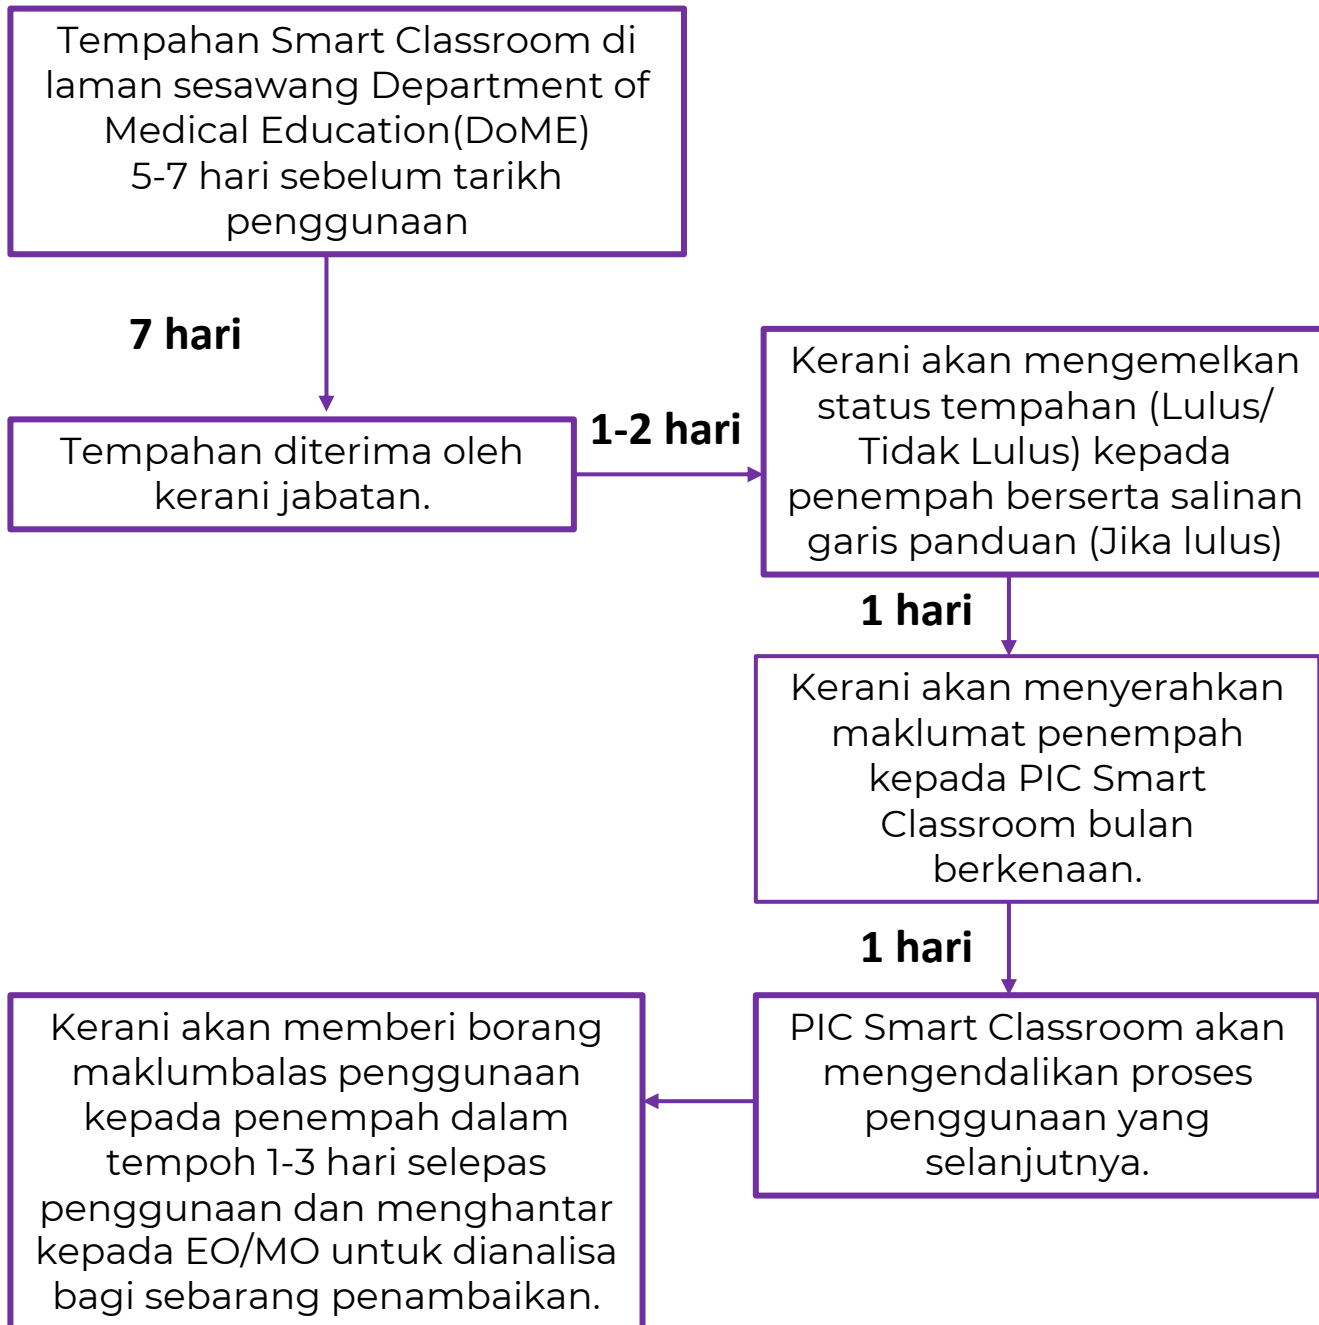 Tempahan Smart Classroom di
laman sesawang Department of
Medical Education(DoME)
5-7 hari sebelum tarikh
penggunaan
7 hari
Tempahan diterima oleh
kerani jabatan.
1-2 hari
Kerani akan mengemelkan
status tempahan (Lulus/
Tidak Lulus) kepada
penempah berserta salinan
garis panduan (Jika lulus)
1 hari
Kerani akan menyerahkan
maklumat penempah
kepada PIC Smart
Classroom bulan
berkenaan.
1 hari
PIC Smart Classroom akan
mengendalikan proses
penggunaan yang
selanjutnya.
Kerani akan memberi borang
maklumbalas penggunaan
kepada penempah dalam
tempoh 1-3 hari selepas
penggunaan dan menghantar
kepada EO/MO untuk dianalisa
bagi sebarang penambaikan.